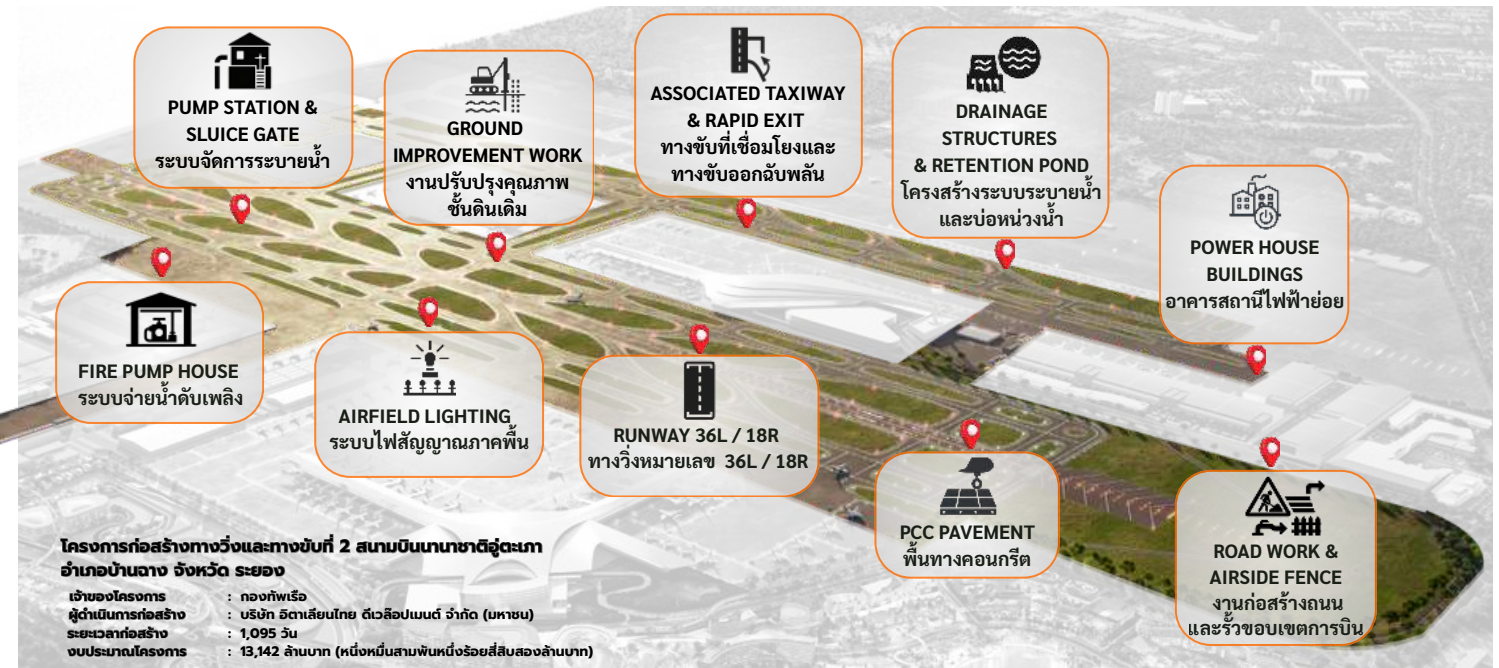 PUMP STATION &
SLUICE GATE
ระบบจัดการระบายน้ำ
GROUND
IMPROVEMENT WORK
งานปรับปรุงคุณภาพ
ชั้นดินเดิม
ASSOCIATED TAXIWAY
& RAPID EXIT
ทางขับที่เชื่อมโยงและ
ทางขับออกฉับพลัน
DRAINAGE
STRUCTURES
& RETENTION POND
โครงสร้างระบบระบายน้ำ
และบ่อหน่วงน้ำ
POWER HOUSE
BUILDINGS
อาคารสถานีไฟฟ้าย่อย
FIRE PUMP HOUSE
ระบบจ่ายน้ำดับเพลิง
AIRFIELD LIGHTING
ระบบไฟสัญญาณภาคพื้น
RUNWAY 36L / 18R
ทางวิ่งหมายเลข 36L / 18R
PCC PAVEMENT
พื้นทางคอนกรีต
ROAD WORK &
AIRSIDE FENCE
งานก่อสร้างถนน
และรั้วขอบเขตการบิน
โครงการก่อสร้างทางวิ่งและทางขับที่ 2 สนามบินนานาชาติอู่ตะเภา
อำเภอบ้านฉาง จังหวัด ระยอง
เจ้าของโครงการ : กองทัพเรือ
ผู้ดำเนินการก่อสร้าง : บริษัท อิตาเลียนไทย ดีเวล๊อปเมนต์ จำกัด (มหาชน)
ระยะเวลาก่อสร้าง : 1,095 วัน
งบประมาณโครงการ : 13,142 ล้านบาท (หนึ่งหมื่นสามพันหนึ่งร้อยสี่สิบสองล้านบาท)